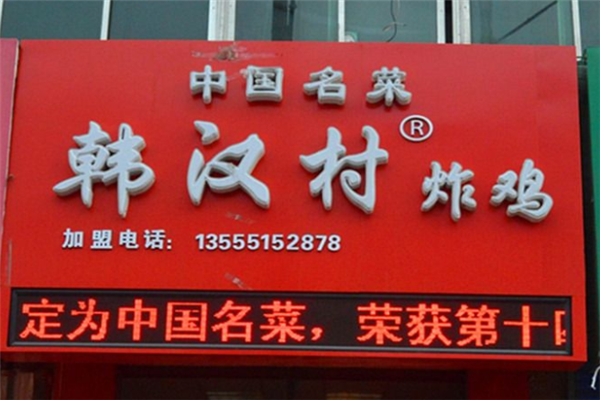 中国名菜
韩汉村® 炸鸡
加盟电话: 13555152878
定为中国名菜，荣获第十